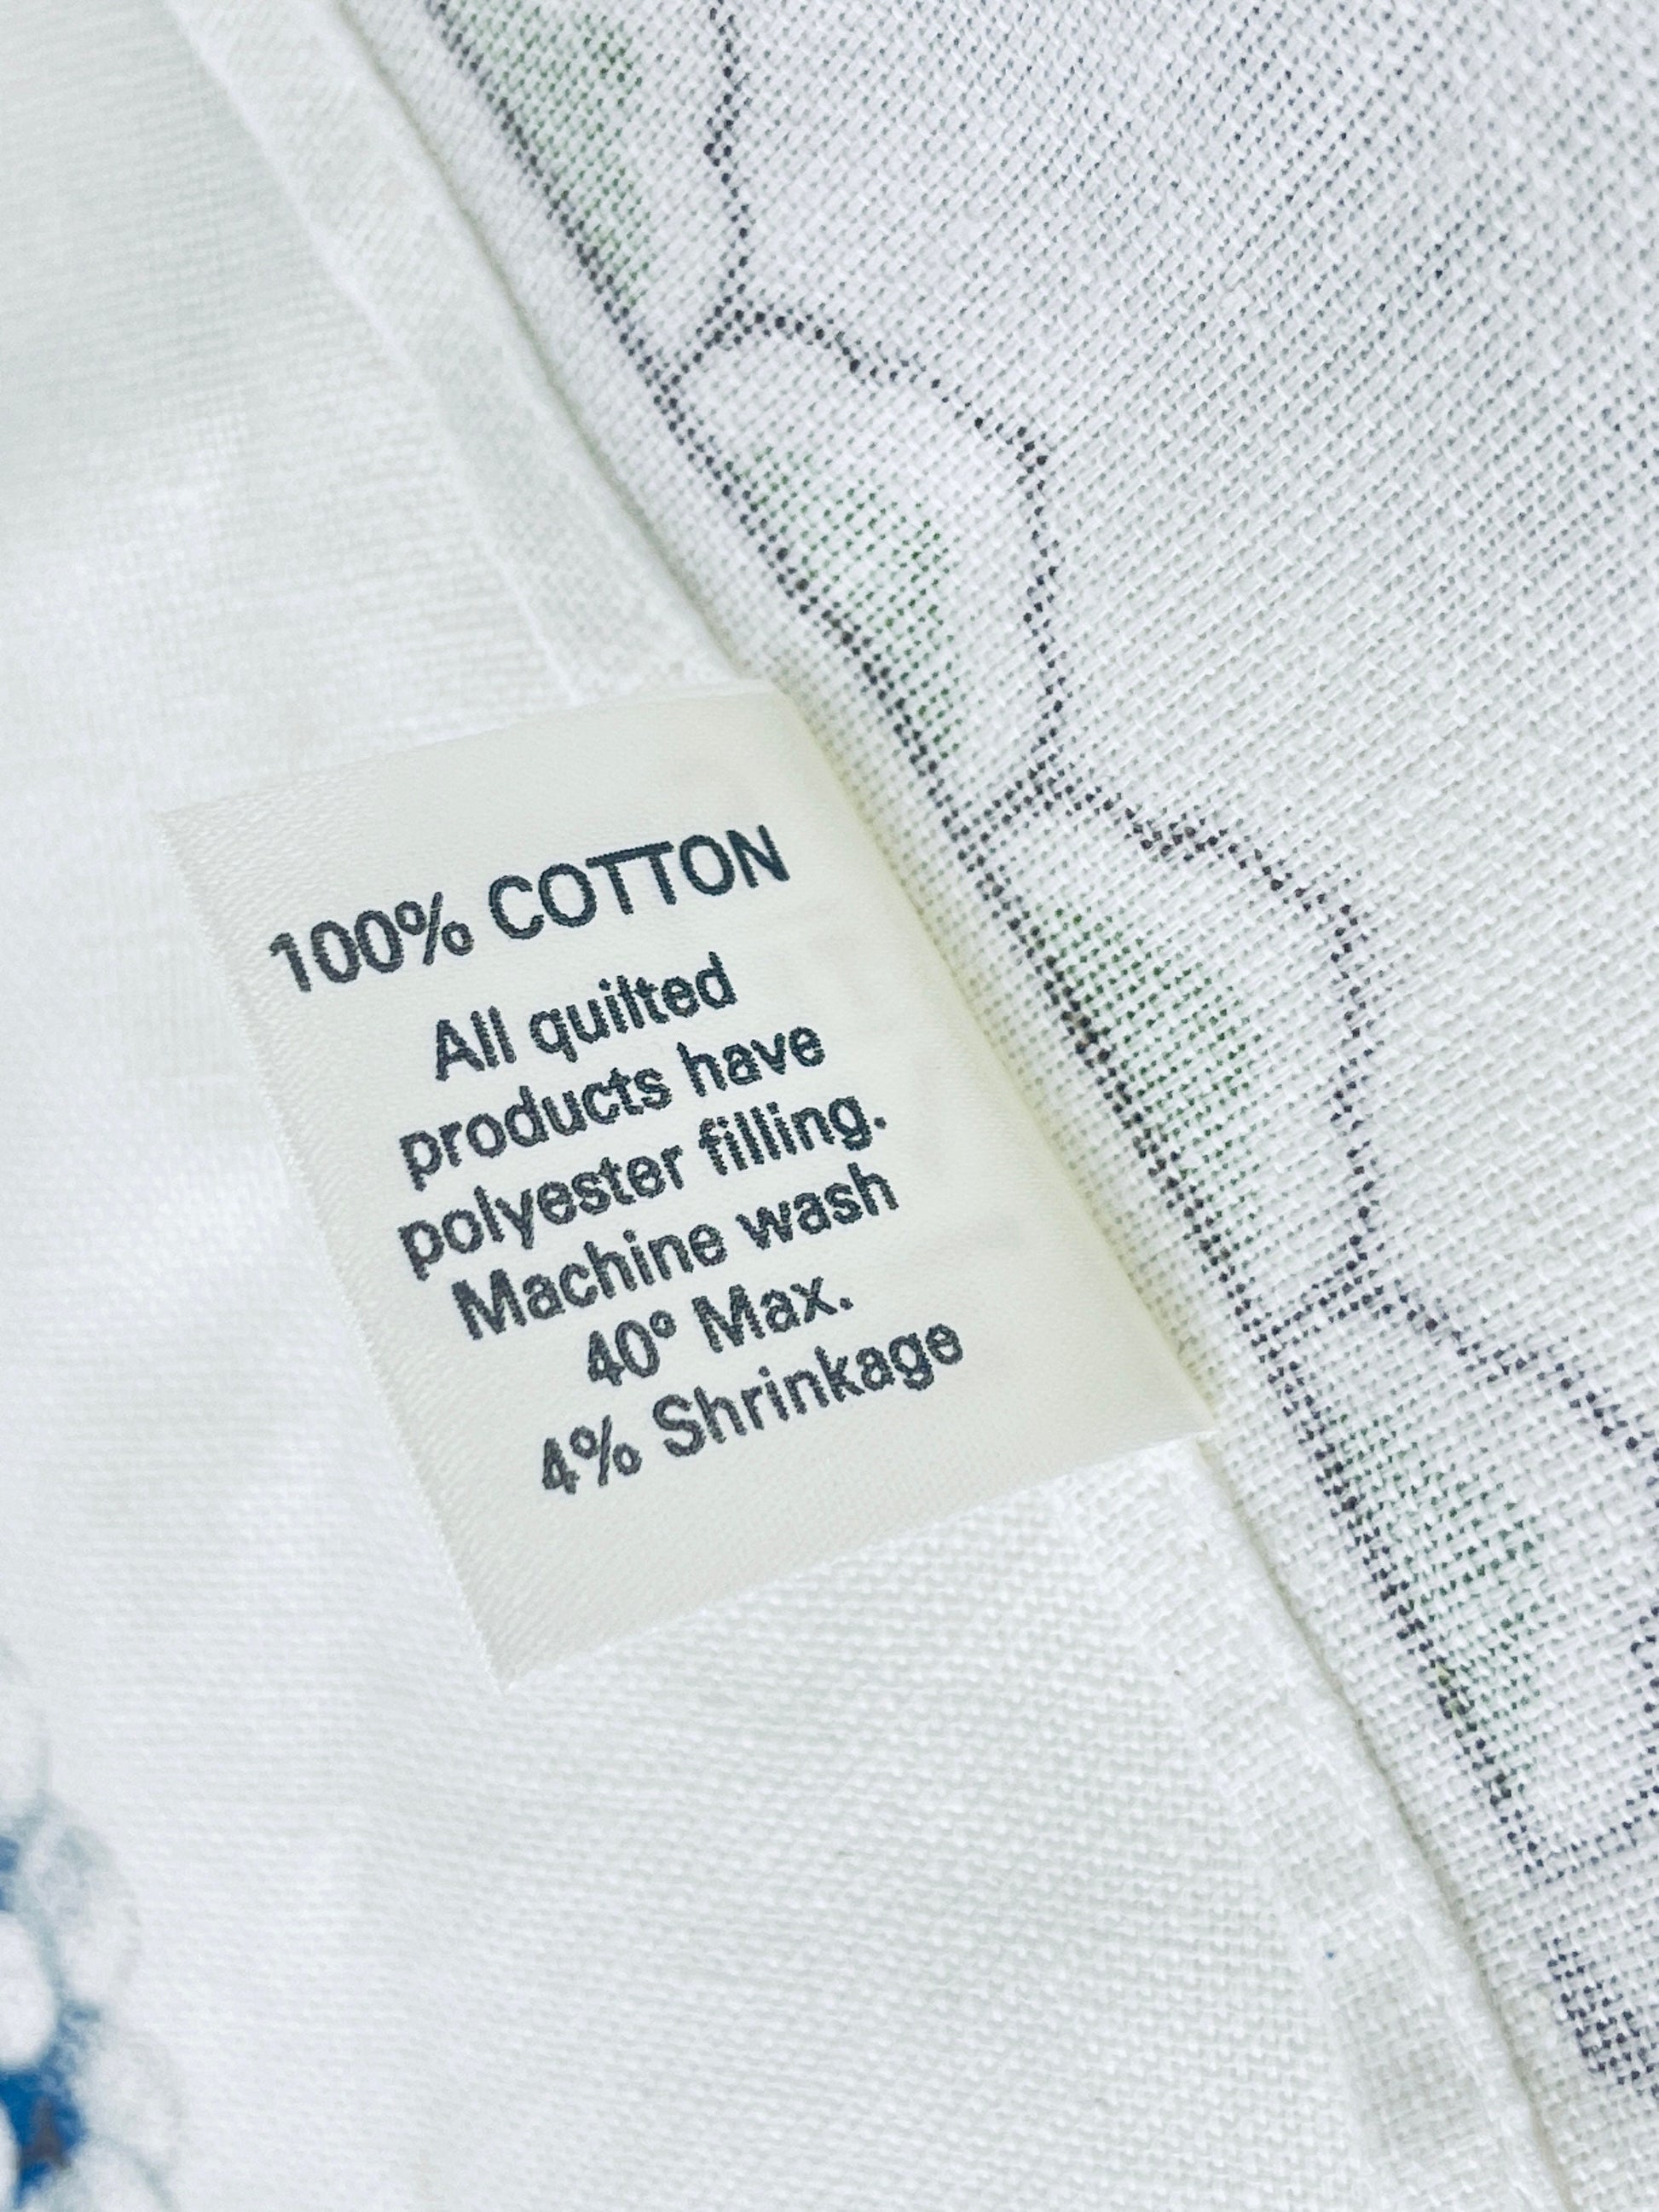 100% COTTON
All quilted
products have
polyester filling.
Machine wash
40° Max.
4% Shrinkage